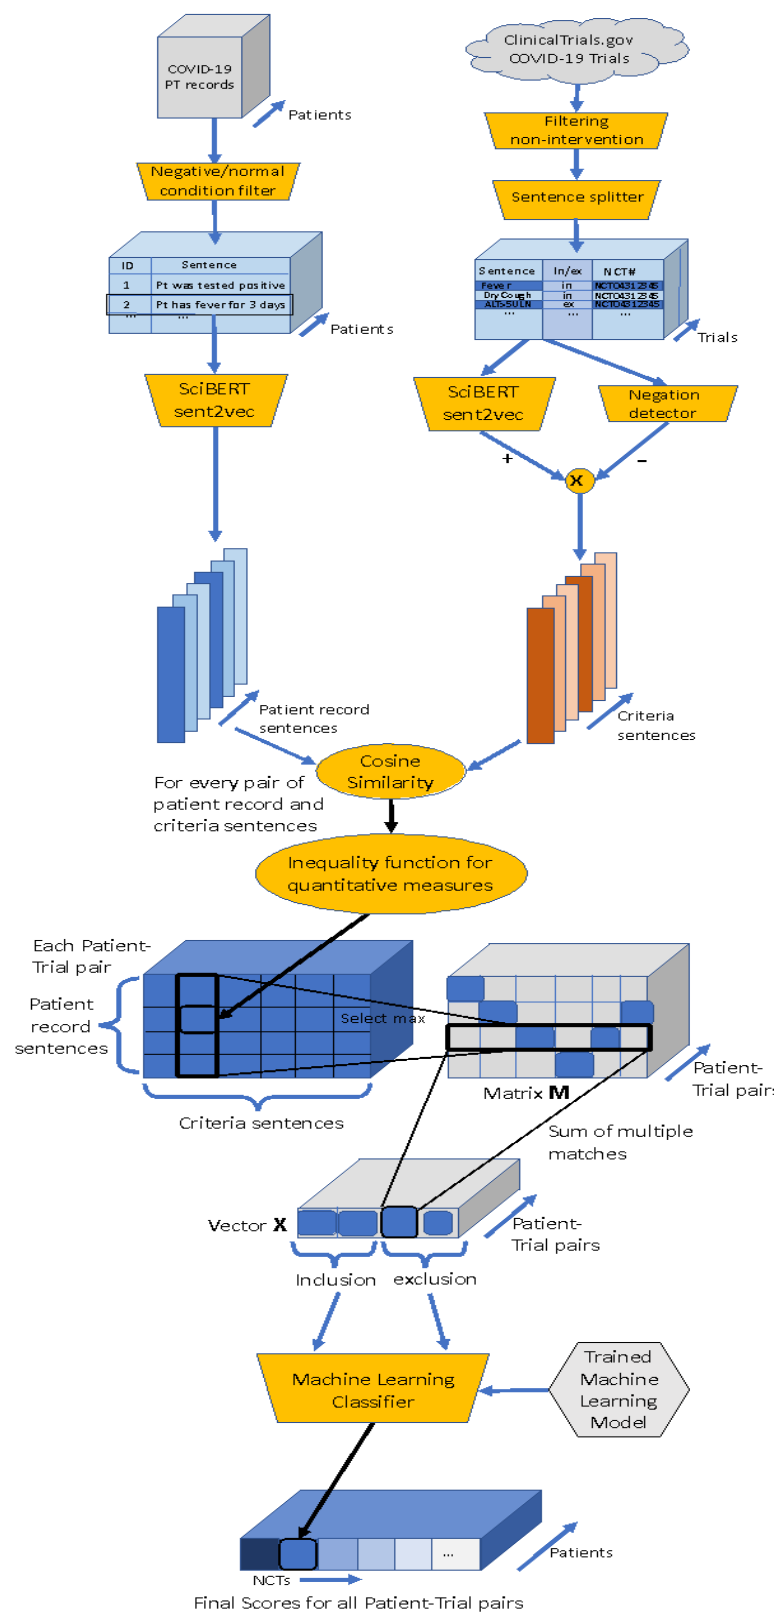 COVID-19
PT records
Patients
ClinicalTrials.gov
COVID-19 Trials
Filtering
non-intervention
Negative/normal
condition filter
Sentence splitter
ID Sentence
1 Pt was tested positive
2 Pt has fever for 3 days
... ...
Patients
Sentence In/ex NCT#
Fever in NCT04312345
Dry Cough in NCT04312345
ALT>5ULN ex NCT04312345
... ... ...
Trials
SciBERT
sent2vec
SciBERT
sent2vec
Negation
detector
+
–
X
Patient record
sentences
Criteria
sentences
Cosine
Similarity
For every pair of
patient record and
criteria sentences
Inequality function for
quantitative measures
Each Patient-
Trial pair
Patient
record
sentences
Select max
Criteria sentences
Matrix M
Patient-
Trial pairs
Sum of multiple
matches
Vector X
Patient-
Trial pairs
Inclusion
exclusion
Machine Learning
Classifier
Trained
Machine
Learning
Model
...
NCTs
Patients
Final Scores for all Patient-Trial pairs